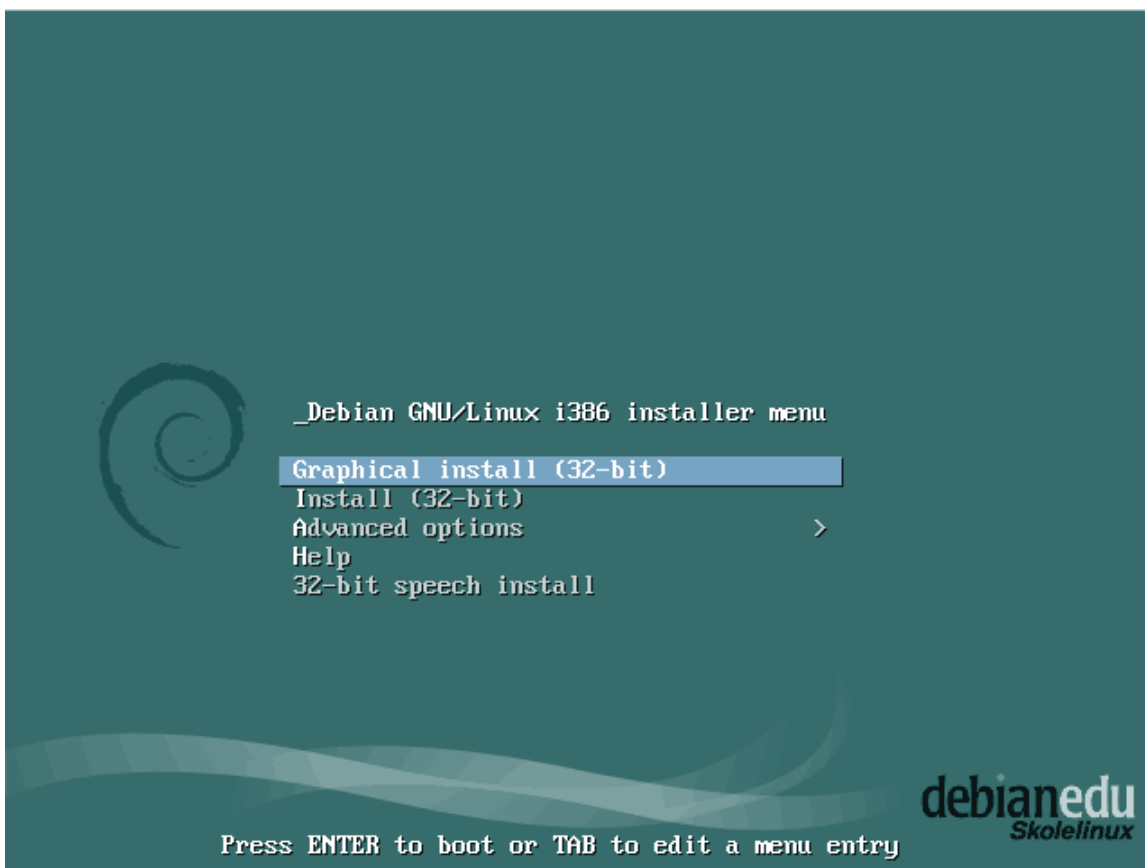 _Debian GNU/Linux i386 installer menu
Graphical install (32-bit)
Install (32-bit)
Advanced options >
Help
32-bit speech install
debianedu
Skolelinux
Press ENTER to boot or TAB to edit a menu entry